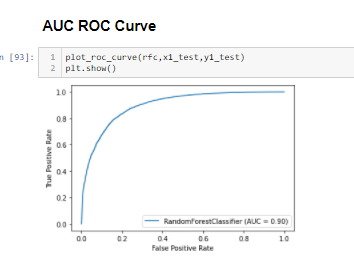 AUC ROC Curve
n [93]:
1 plot_roc_curve(rfc,x1_test,y1_test)
2 plt.show()
1.0
0.8
0.6
0.4
0.2
0.0
True Positive Rate
RandomForestClassifier (AUC = 0.90)
0.0 0.2 0.4 0.6 0.8 1.0
False Positive Rate